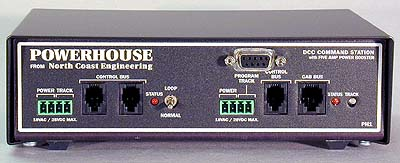 POWERHOUSE
FROM North Coast Engineering
DCC COMMAND STATION
with FIVE AMP POWER BOOSTER
CONTROL BUS
LOOP
PROGRAM
TRACK
CONTROL
BUS
CAB BUS
POWER TRACK
STATUS
NORMAL
POWER
STATUS TRACK
18VAC / 28VDC MAX.
18VAC / 28VDC MAX.
PH1